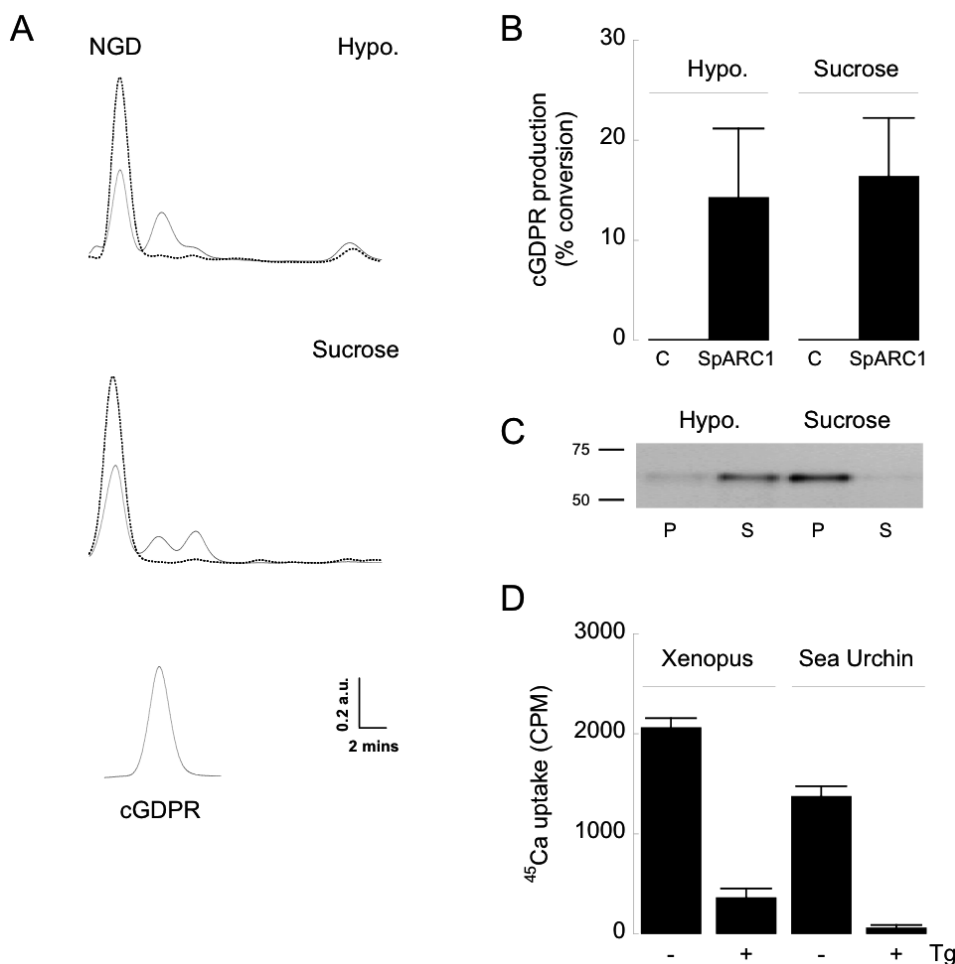 A
NGD
Hypo.
Sucrose
0.2 a.u.
2 mins
cGDPR
B
cGDPR production
(% conversion)
30
20
10
0
Hypo.
Sucrose
C
SpARC1
C
SpARC1
C
Hypo.
Sucrose
75
50
P
S
P
S
D
45Ca uptake (CPM)
3000
2000
1000
0
Xenopus
Sea Urchin
-
+
-
+
Tg